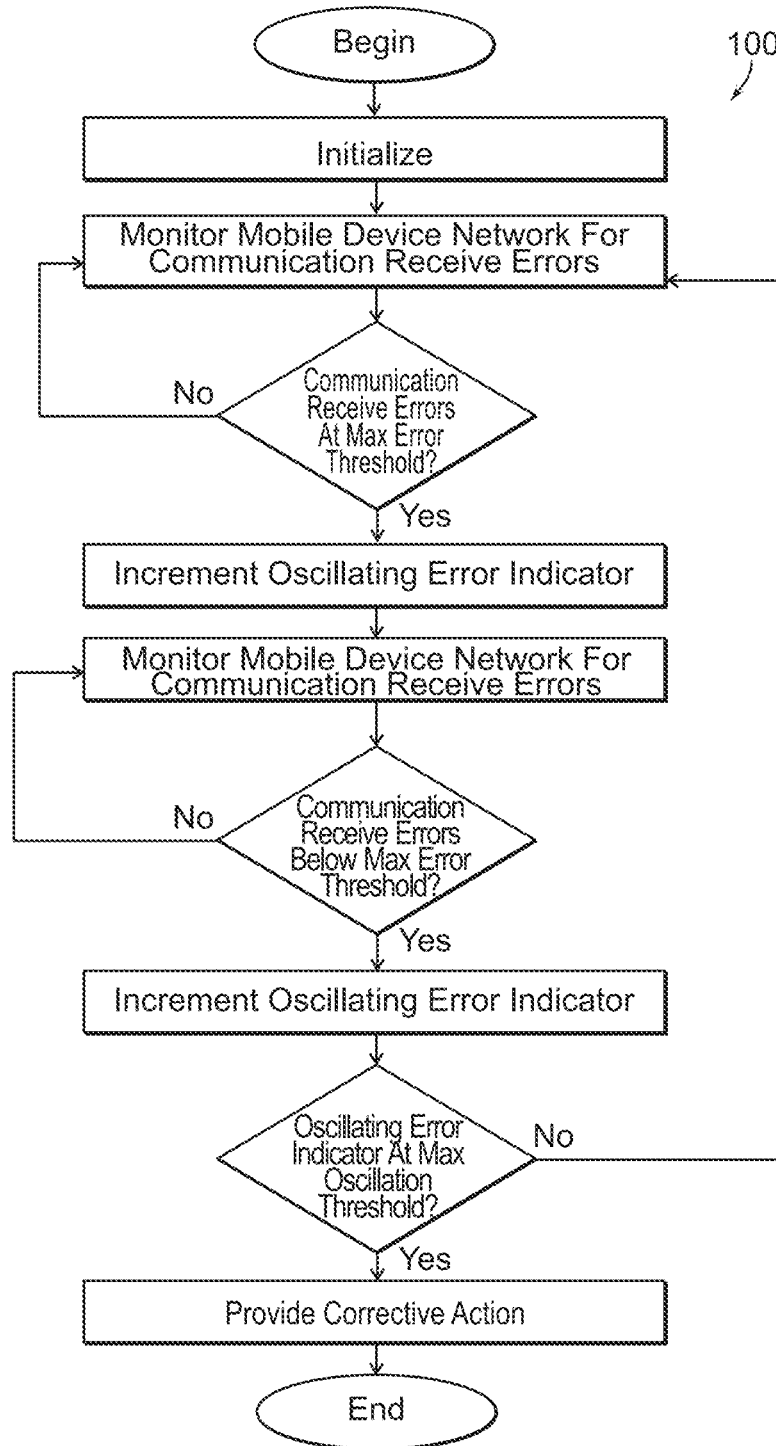 Begin
100
Initialize
Monitor Mobile Device Network For
Communication Receive Errors
No
Communication
Receive Errors
At Max Error
Threshold?
Yes
Increment Oscillating Error Indicator
Monitor Mobile Device Network For
Communication Receive Errors
No
Communication
Receive Errors
Below Max Error
Threshold?
Yes
Increment Oscillating Error Indicator
Oscillating Error
Indicator At Max
Oscillation
Threshold?
No
Yes
Provide Corrective Action
End